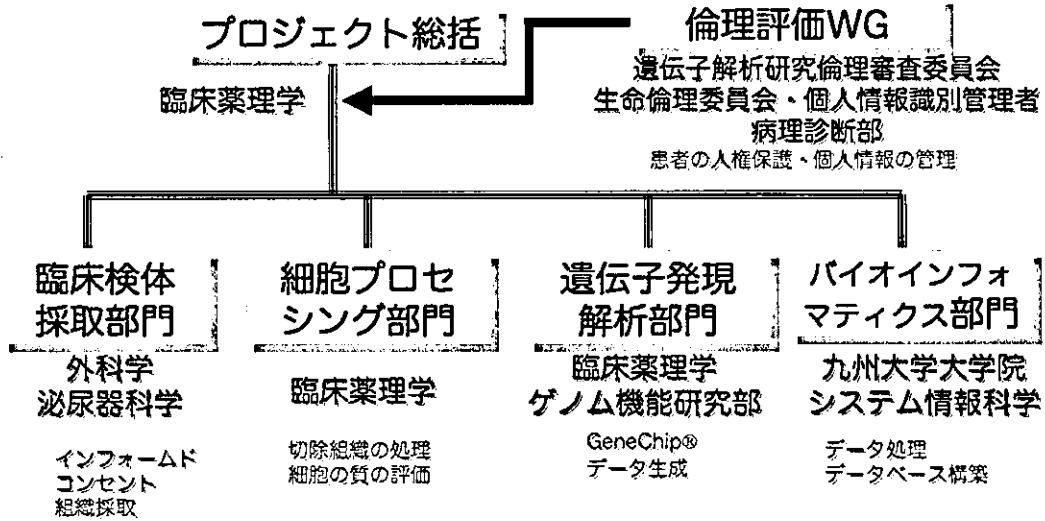 プロジェクト総括
臨床薬理学
倫理評価WG
遺伝子解析研究倫理審査委員会
生命倫理委員会・個人情報識別管理者
病理診断部
患者の人権保護・個人情報の管理
臨床検体
採取部門
外科学
泌尿器科学
インフォームド
コンセント
組織採取
細胞プロセ
シング部門
臨床薬理学
切除組織の処理
細胞の質の評価
遺伝子発現
解析部門
臨床薬理学
ゲノム機能研究部
GeneChip®
データ生成
バイオインフォ
マティクス部門
九州大学大学院
システム情報科学
データ処理
データベース構築